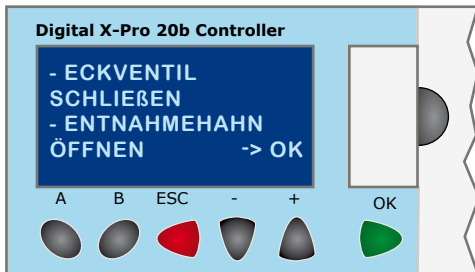 Digital X-Pro 20b Controller
- ECKVENTIL
SCHLIEßEN
- ENTNAHMEHAHN
ÖFFNEN -> OK
A B ESC - + OK